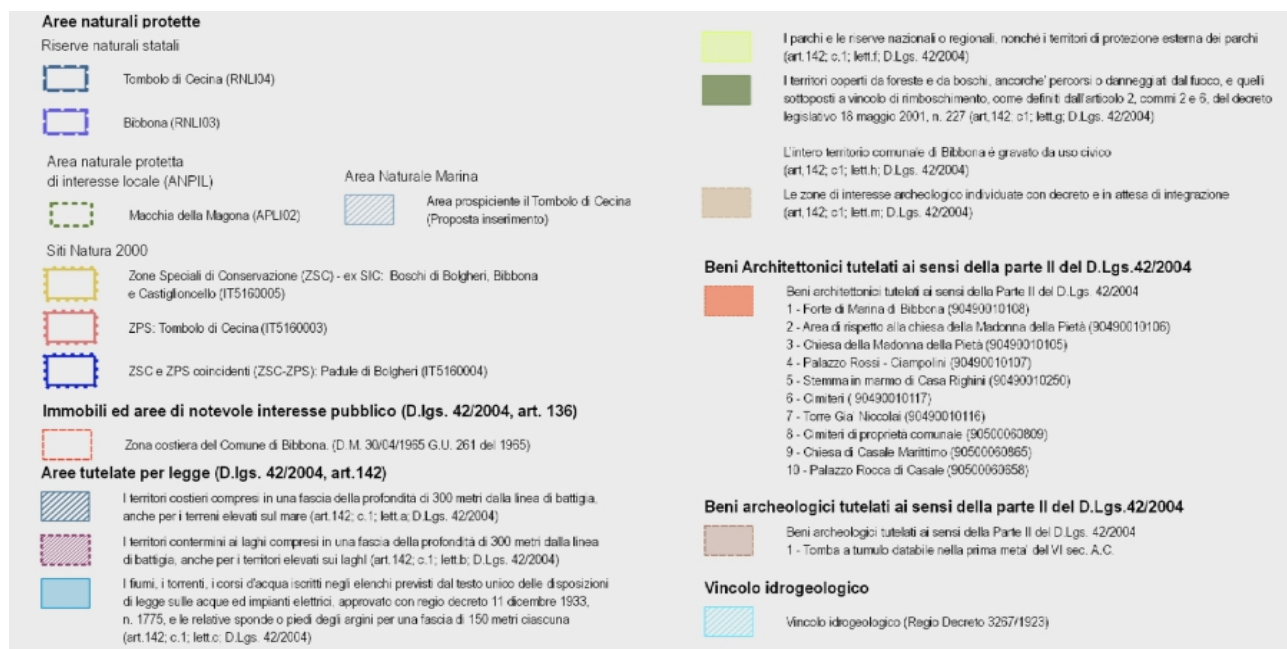 Aree naturali protette
Riserve naturali statali
Tombolo di Cecina (RNLI04)
Bibbona (RNLI03)
Area naturale protetta
di interesse locale (ANPIL)
Macchia della Magona (APLI02)
Area Naturale Marina
Area prospiciente il Tombolo di Cecina
(Proposta inserimento)
Siti Natura 2000
Zone Speciali di Conservazione (ZSC) - ex SIC: Boschi di Bolgheri, Bibbona
e Castiglioncello (IT5160005)
ZPS: Tombolo di Cecina (IT5160003)
ZSC e ZPS coincidenti (ZSC-ZPS): Padule di Bolgheri (IT5160004)
Immobili ed aree di notevole interesse pubblico (D.lgs. 42/2004, art. 136)
Zona costiera del Comune di Bibbona. (D.M. 30/04/1965 G.U. 261 del 1965)
Aree tutelate per legge (D.lgs. 42/2004, art.142)
I territori costieri compresi in una fascia della profondità di 300 metri dalla linea di battigia,
anche per i terreni elevati sul mare (art.142; c.1; lett.a; D.Lgs. 42/2004)
I territori contermini ai laghi compresi in una fascia della profondità di 300 metri dalla linea
di battigia, anche per i territori elevati sui laghi (art.142; c.1; lett.b; D.Lgs. 42/2004)
I fiumi, i torrenti, i corsi d'acqua iscritti negli elenchi previsti dal testo unico delle disposizioni
di legge sulle acque ed impianti elettrici, approvato con regio decreto 11 dicembre 1933,
n. 1775, e le relative sponde o piedi degli argini per una fascia di 150 metri ciascuna
(art.142; c.1; lett.c; D.Lgs. 42/2004)
I parchi e le riserve nazionali o regionali, nonché i territori di protezione esterna dei parchi
(art.142; c.1; lett.f; D.Lgs. 42/2004)
I territori coperti da foreste e da boschi, ancorche' percorsi o danneggiati dal fuoco, e quelli
sottoposti a vincolo di rimboschimento, come definiti dall'articolo 2, commi 2 e 6, del decreto
legislativo 18 maggio 2001, n. 227 (art,142; c1; lett,g; D.Lgs. 42/2004)
L'intero territorio comunale di Bibbona è gravato da uso civico
(art,142; c1; lett.h; D.Lgs. 42/2004)
Le zone di interesse archeologico individuate con decreto e in attesa di integrazione
(art,142; c1; lett.m; D.Lgs. 42/2004)
Beni Architettonici tutelati ai sensi della parte II del D.Lgs.42/2004
Beni architettonici tutelati ai sensi della Parte II del D.Lgs. 42/2004
1 - Forte di Marina di Bibbona (90490010108)
2 - Area di rispetto alla chiesa della Madonna della Pietà (90490010106)
3 - Chiesa della Madonna della Pietà (90490010105)
4 - Palazzo Rossi - Ciampolini (90490010107)
5 - Stemma in marmo di Casa Righini (90490010250)
6 - Cimiteri ( 90490010117)
7 - Torre Gia' Niccolai (90490010116)
8 - Cimiteri di proprietà comunale (90500060809)
9 - Chiesa di Casale Marittimo (90500060865)
10 - Palazzo Rocca di Casale (90500060658)
Beni archeologici tutelati ai sensi della parte II del D.Lgs.42/2004
Beni archeologici tutelati ai sensi della Parte II del D.Lgs. 42/2004
1 - Tomba a tumulo databile nella prima meta' del VI sec. A.C.
Vincolo idrogeologico
Vincolo idrogeologico (Regio Decreto 3267/1923)